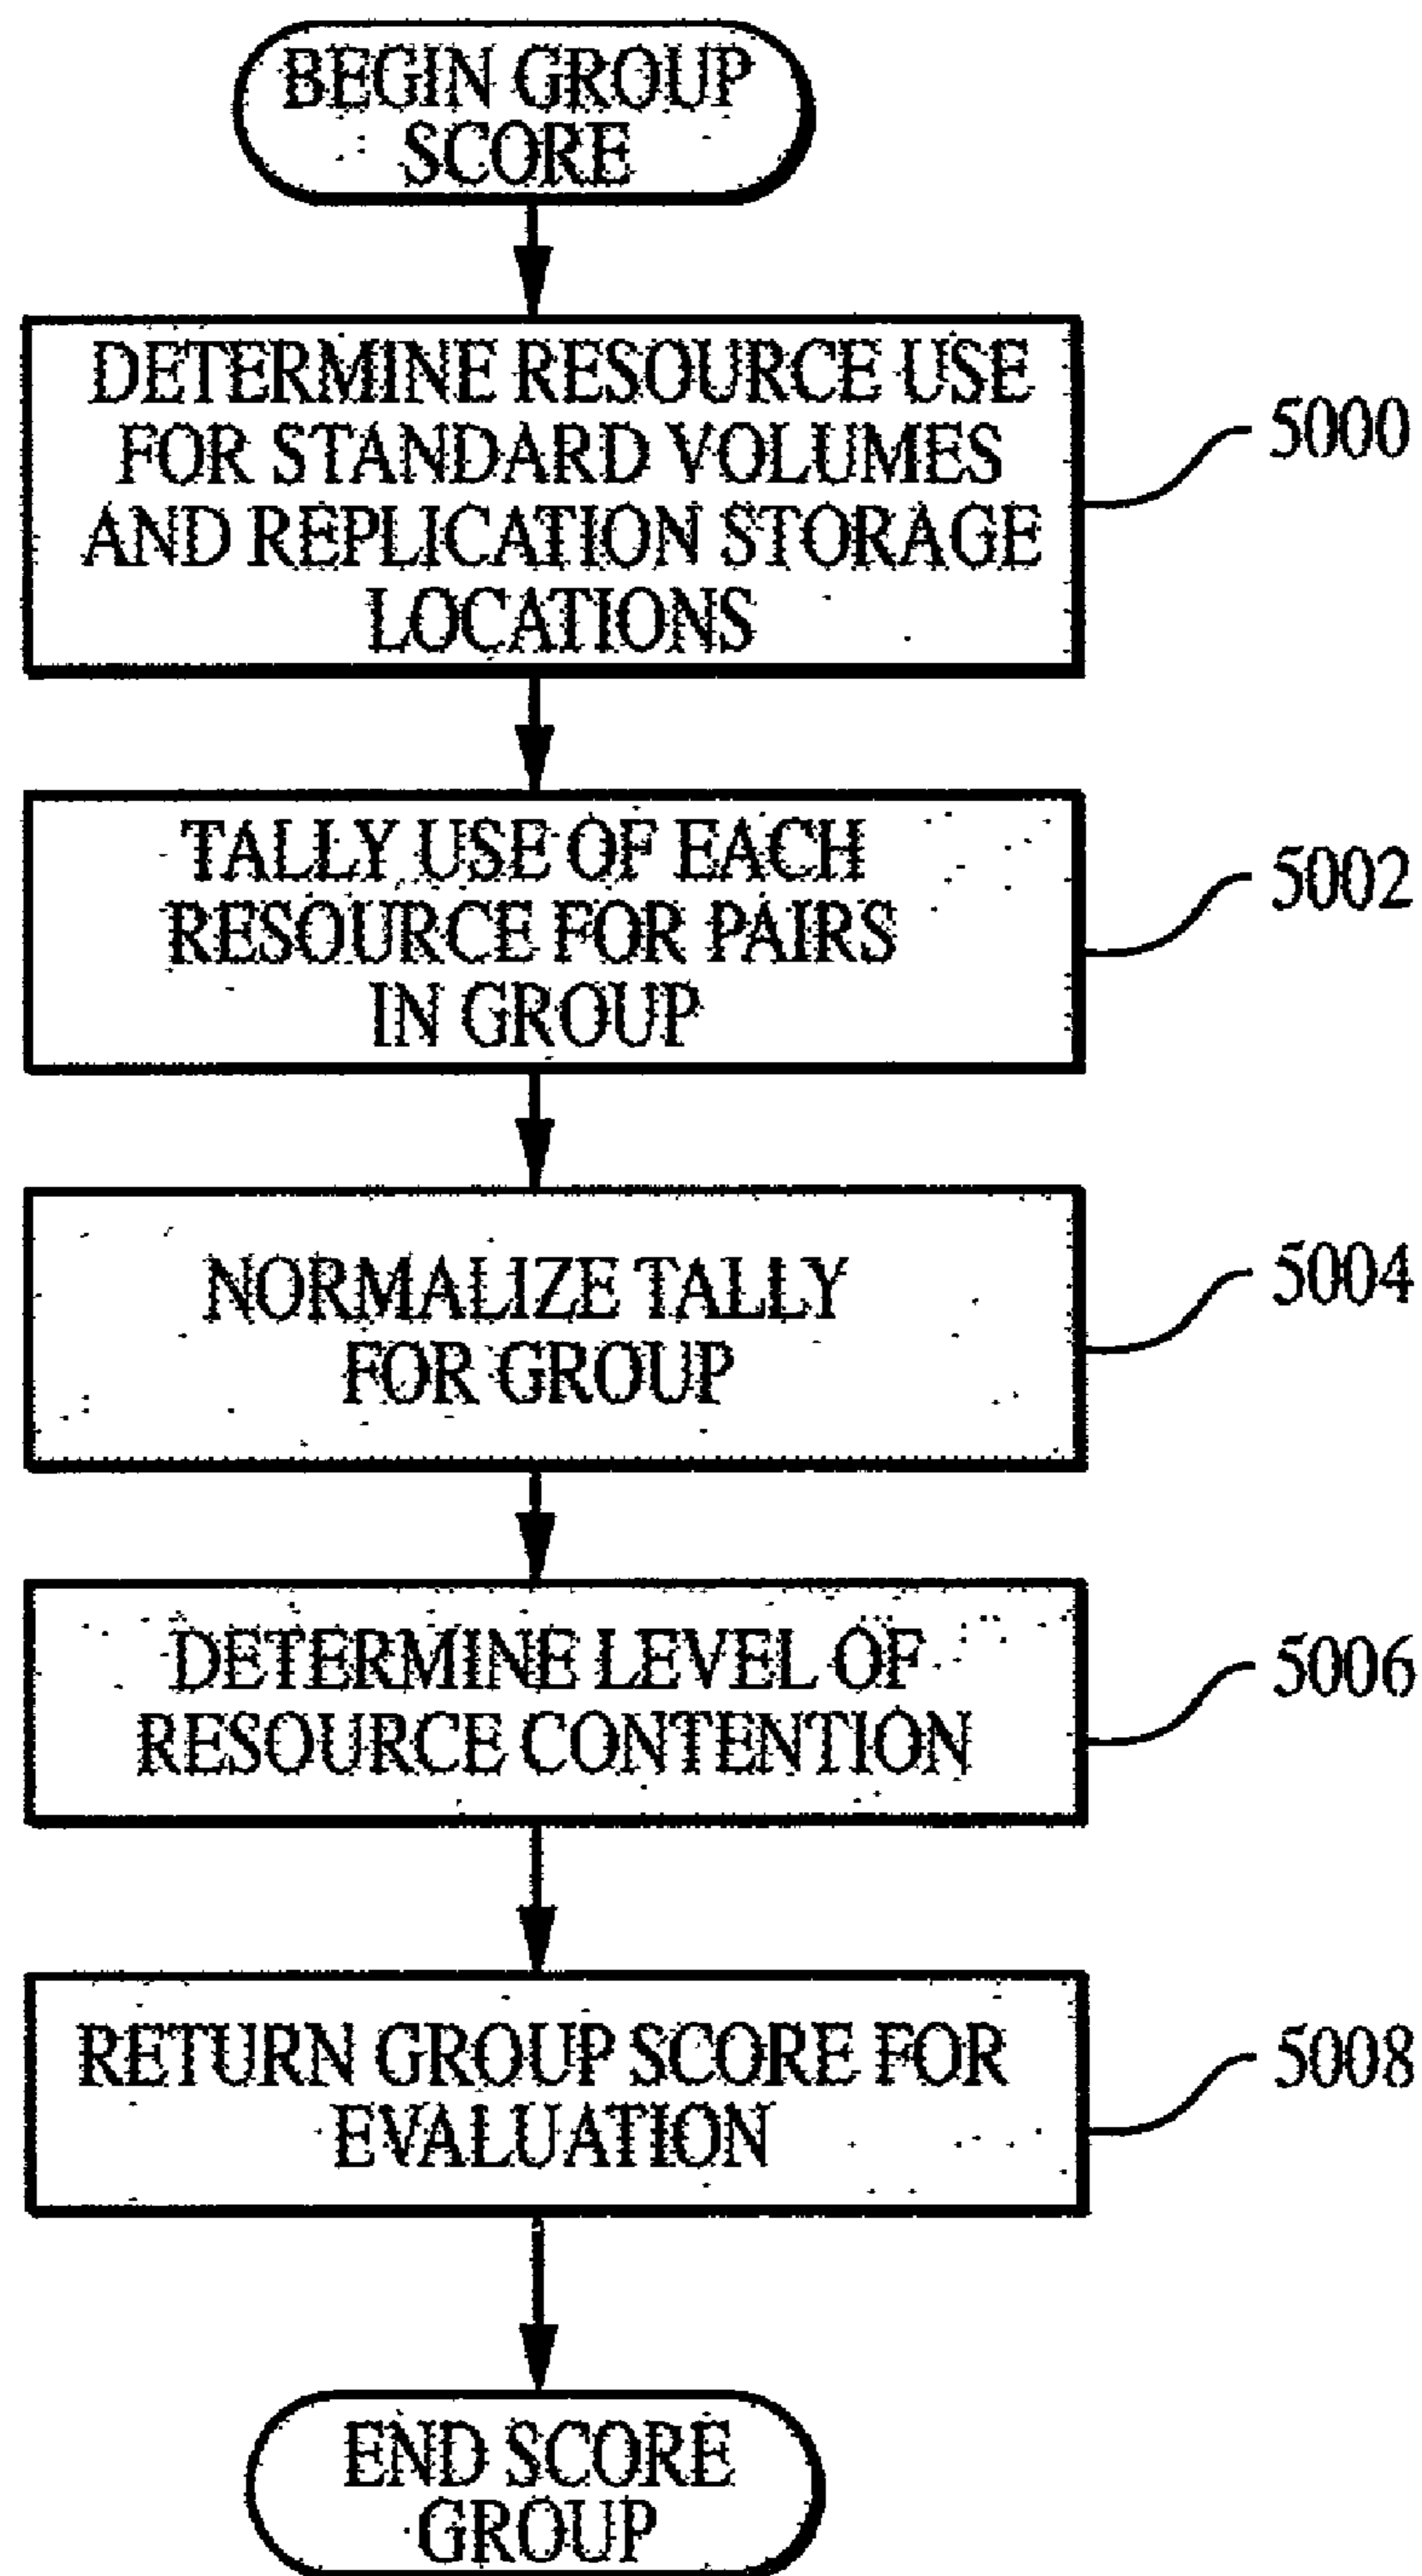 BEGIN GROUP
SCORE
DETERMINE RESOURCE USE
FOR STANDARD VOLUMES
AND REPLICATION STORAGE
LOCATIONS
5000
TALLY USE OF EACH
RESOURCE FOR PAIRS
IN GROUP
5002
NORMALIZE TALLY
FOR GROUP
5004
DETERMINE LEVEL OF
RESOURCE CONTENTION
5006
RETURN GROUP SCORE FOR
EVALUATION
5008
END SCORE
GROUP